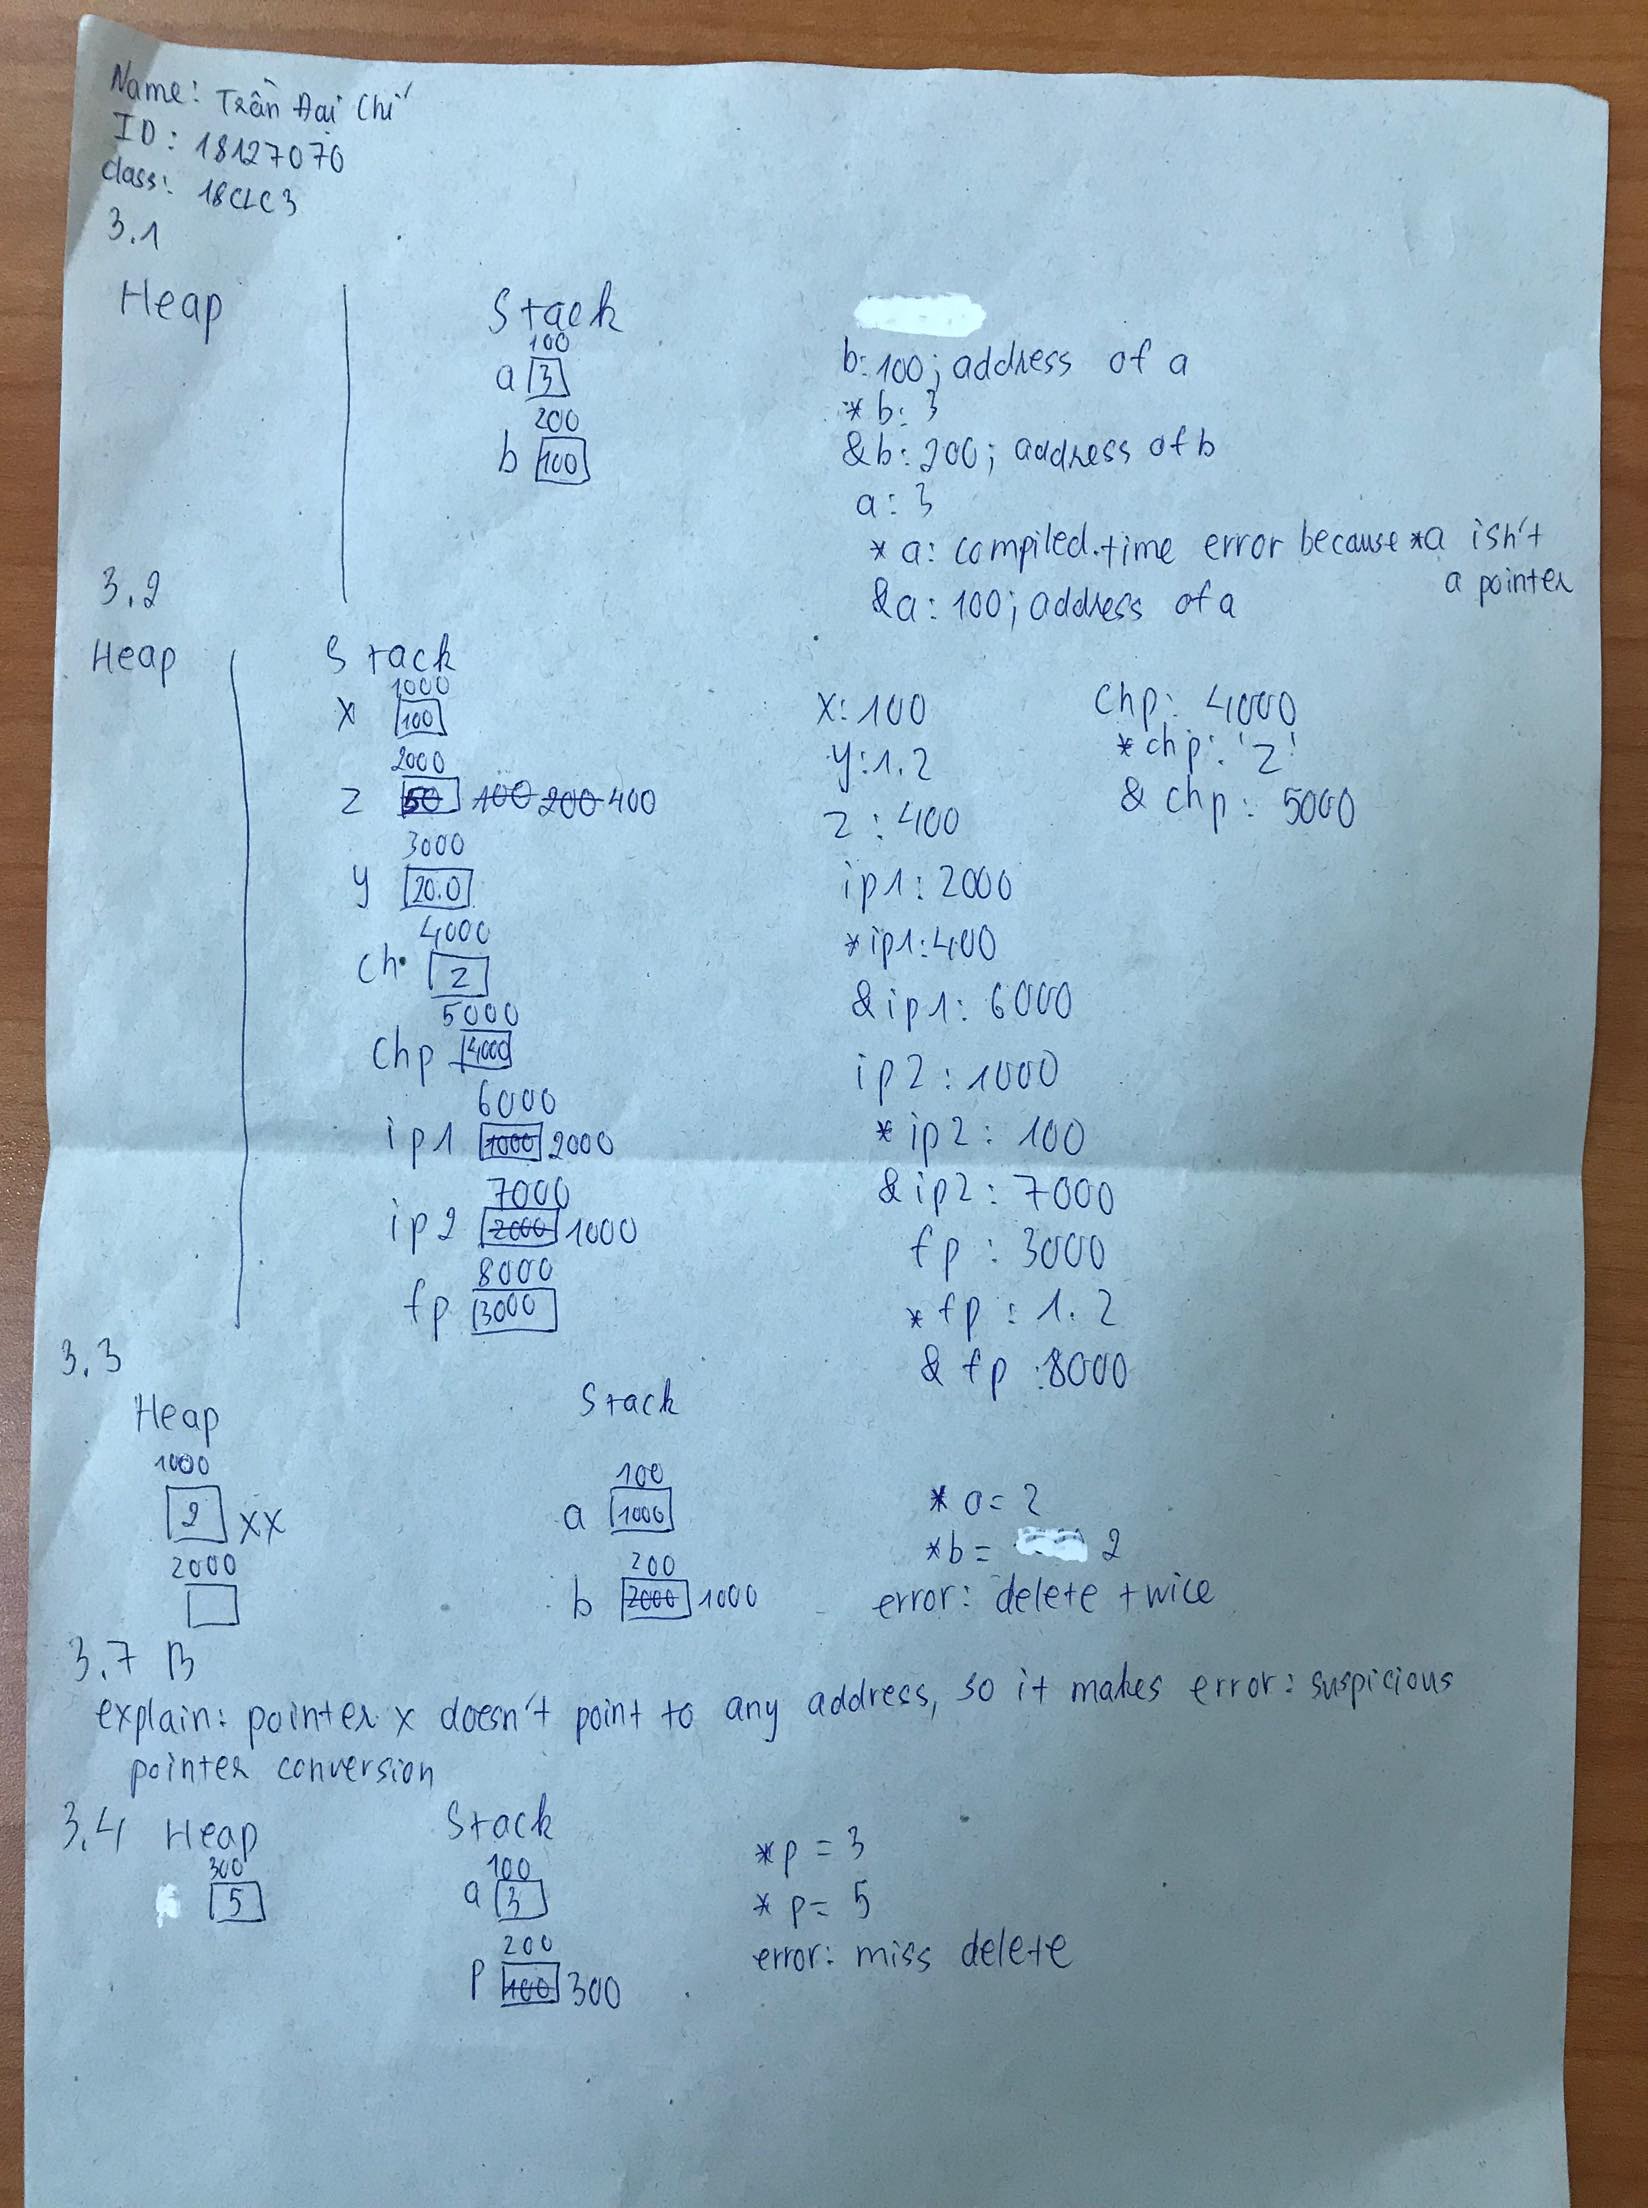 Name: Trần Đại Chí
ID: 18127070
class: 18CLC3
3.1
Heap
Stack
100
a 3
200
b 100
b: 100; address of a
*b: 3
&b: 200; address of b
a: 3
*a: compiled.time error because *a isn't
a pointer
&a: 100; address of a
3.2
Heap
Stack
1000
x 100
2000
z 50 100 200 400
3000
y 20.0
4000
ch z
5000
chp 4000
6000
ip1 1000 2000
7000
ip2 2000 1000
8000
fp 3000
x: 100
y: 1.2
z: 400
ip1: 2000
*ip1: 400
&ip1: 6000
ip2: 1000
*ip2: 100
&ip2: 7000
fp: 3000
*fp: 1.2
&fp: 8000
chp: 4000
*chp: 'z'
&chp: 5000
3.3
Heap
1000
2 XX
2000
Stack
100
a 1000
200
b 2000 1000
*a= 2
*b= 2
error: delete twice
3.7 B
explain: pointer x doesn't point to any address, so it makes error: suspicious
pointer conversion
3.4 Heap
300
5
Stack
100
a 3
200
p 100 300
*p = 3
*p= 5
error: miss delete